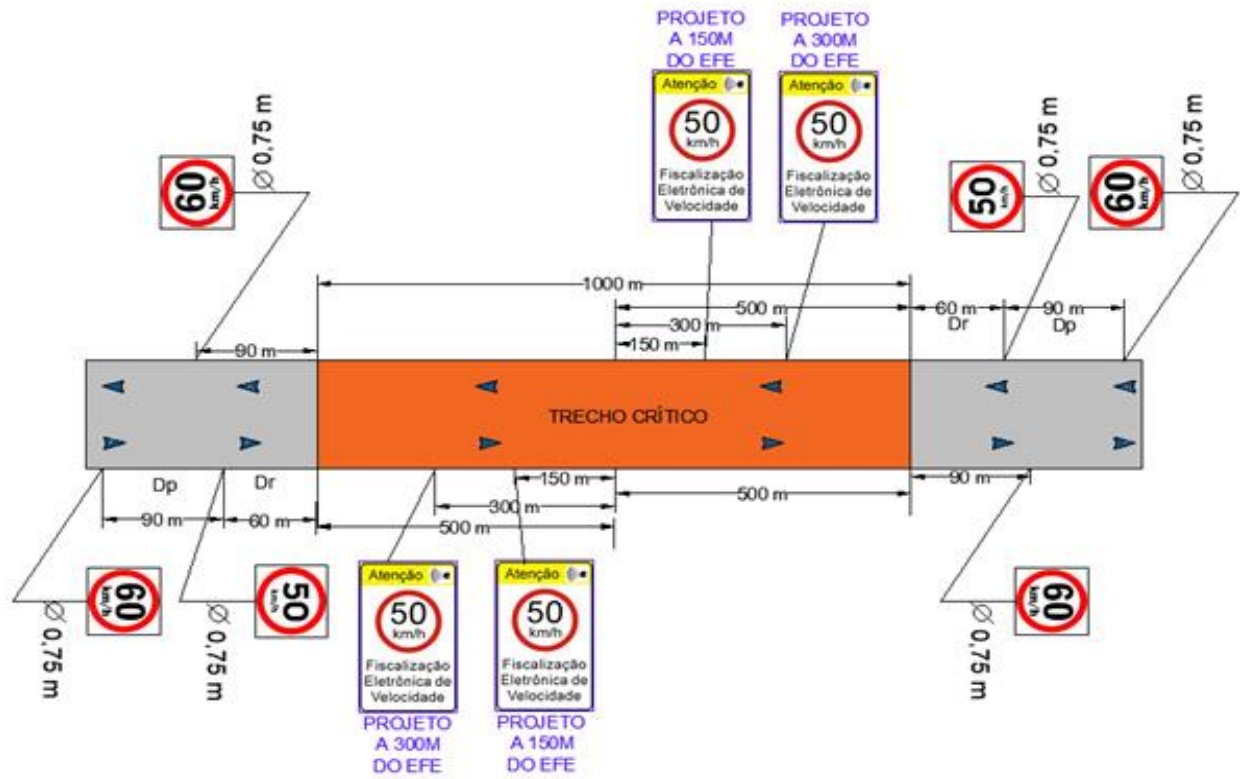 PROJETO
A 150M
DO EFE
PROJETO
A 300M
DO EFE
Atenção
50
km/h
Fiscalização
Eletrônica de
Velocidade
Atenção
50
km/h
Fiscalização
Eletrônica de
Velocidade
60
km/h
Ø 0,75 m
50
km/h
Ø 0,75 m
60
km/h
Ø 0,75 m
1000 m
500 m
60 m
90 m
300 m
Dr
Dp
150 m
90 m
TRECHO CRÍTICO
Dp
Dr
150 m
90 m
300 m
500 m
90 m
60 m
500 m
60
km/h
Ø 0,75 m
50
km/h
Ø 0,75 m
Atenção
50
km/h
Fiscalização
Eletrônica de
Velocidade
PROJETO
A 300M
DO EFE
Atenção
50
km/h
Fiscalização
Eletrônica de
Velocidade
PROJETO
A 150M
DO EFE
60
km/h
Ø 0,75 m